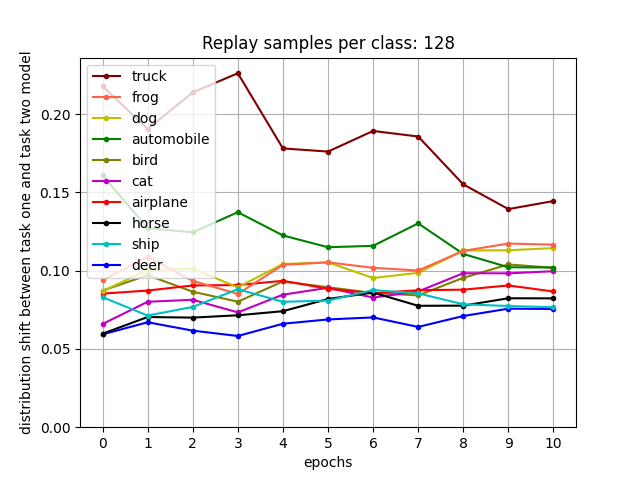 Replay samples per class: 128
distribution shift between task one and task two model
0.20
0.15
0.10
0.05
0.00
truck
frog
dog
automobile
bird
cat
airplane
horse
ship
deer
0 1 2 3 4 5 6 7 8 9 10
epochs